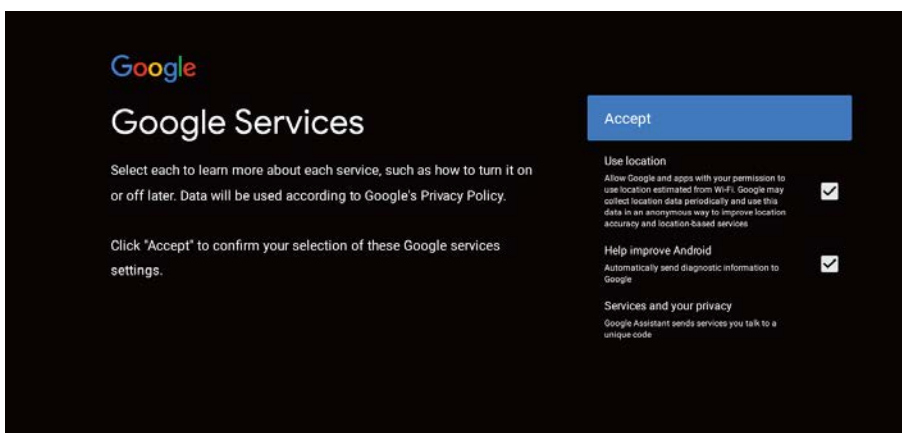 Google
Google Services
Select each to learn more about each service, such as how to turn it on
or off later. Data will be used according to Google's Privacy Policy.
Click "Accept" to confirm your selection of these Google services
settings.
Accept
Use location
Allow Google and apps with your permission to
use location estimated from Wi-Fi. Google may
collect location data periodically and use this
data in an anonymous way to improve location
accuracy and location-based services
Help improve Android
Automatically send diagnostic information to
Google
Services and your privacy
Google Assistant sends services you talk to a
unique code